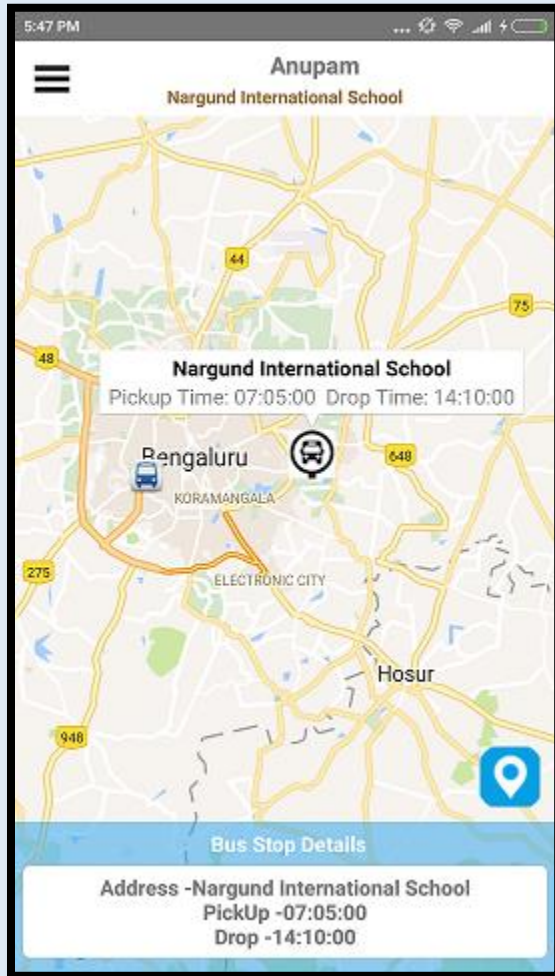 5:47 PM
Anupam
Nargund International School
44
75
48
Nargund International School
Pickup Time: 07:05:00 Drop Time: 14:10:00
Bengaluru
648
KORAMANGALA
275
ELECTRONIC CITY
Hosur
948
Bus Stop Details
Address -Nargund International School
PickUp -07:05:00
Drop -14:10:00